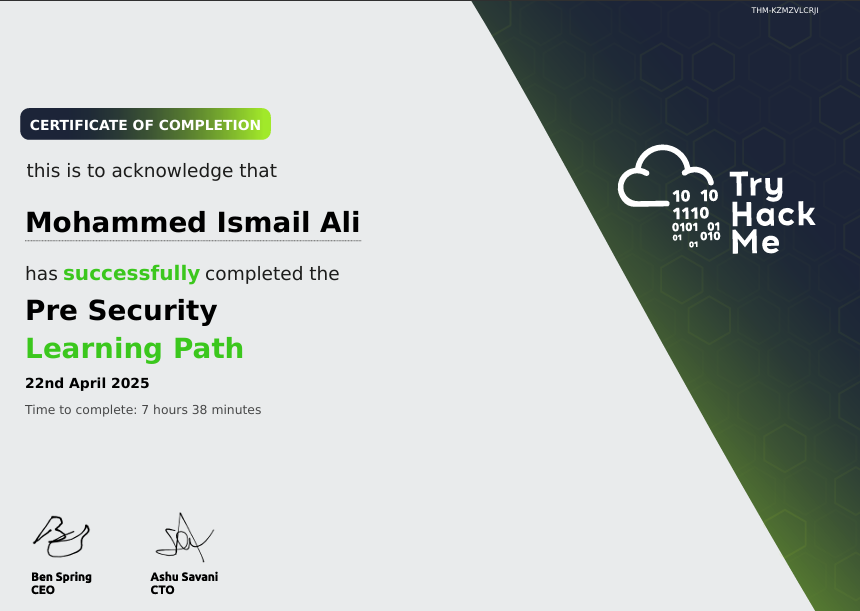 THM-KZMZVLCRJI
CERTIFICATE OF COMPLETION
this is to acknowledge that
Mohammed Ismail Ali
has successfully completed the
Pre Security
Learning Path
22nd April 2025
Time to complete: 7 hours 38 minutes
10 10
1110
0101 01
01 010
01
Try
Hack
Me
Ben Spring
CEO
Ashu Savani
CTO